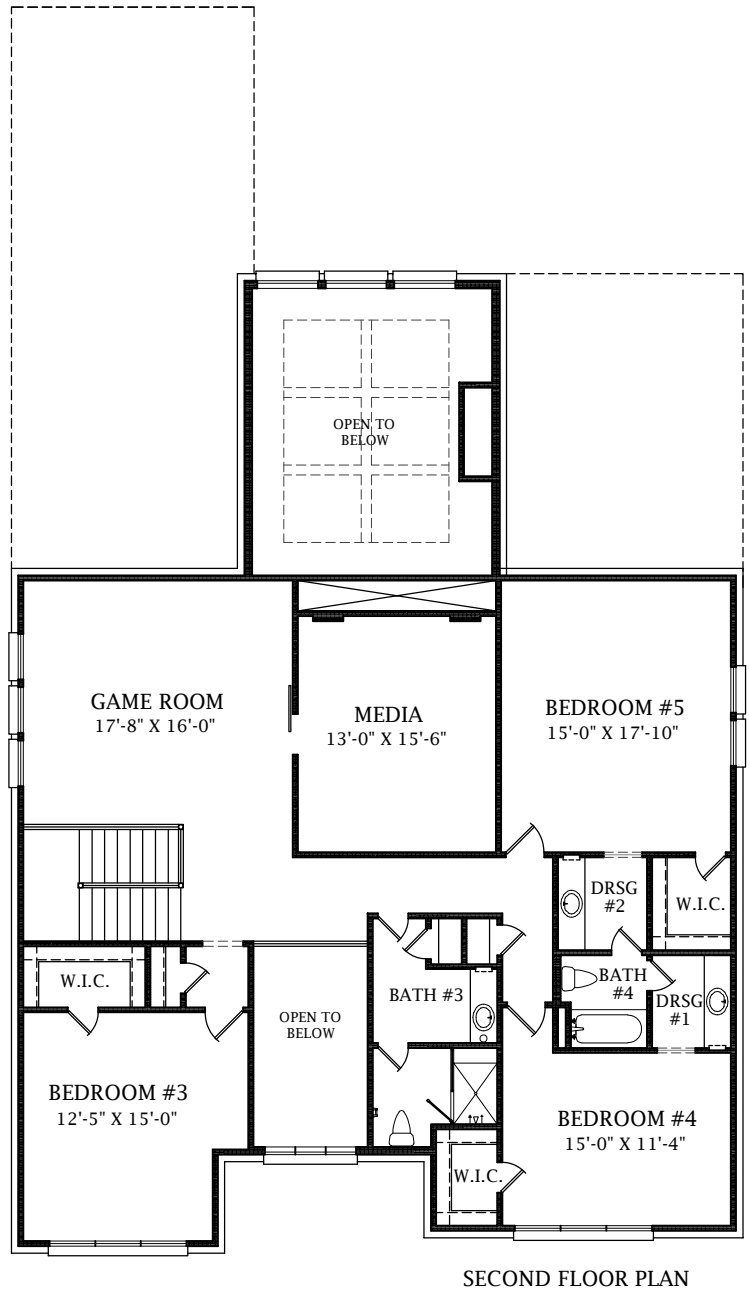 OPEN TO
BELOW
GAME ROOM
17'-8" X 16'-0"
MEDIA
13'-0" X 15'-6"
BEDROOM #5
15'-0" X 17'-10"
DRSG
#2
W.I.C.
W.I.C.
BATH #3
BATH
#4
DRSG
#1
OPEN TO
BELOW
BEDROOM #3
12'-5" X 15'-0"
BEDROOM #4
15'-0" X 11'-4"
W.I.C.
SECOND FLOOR PLAN